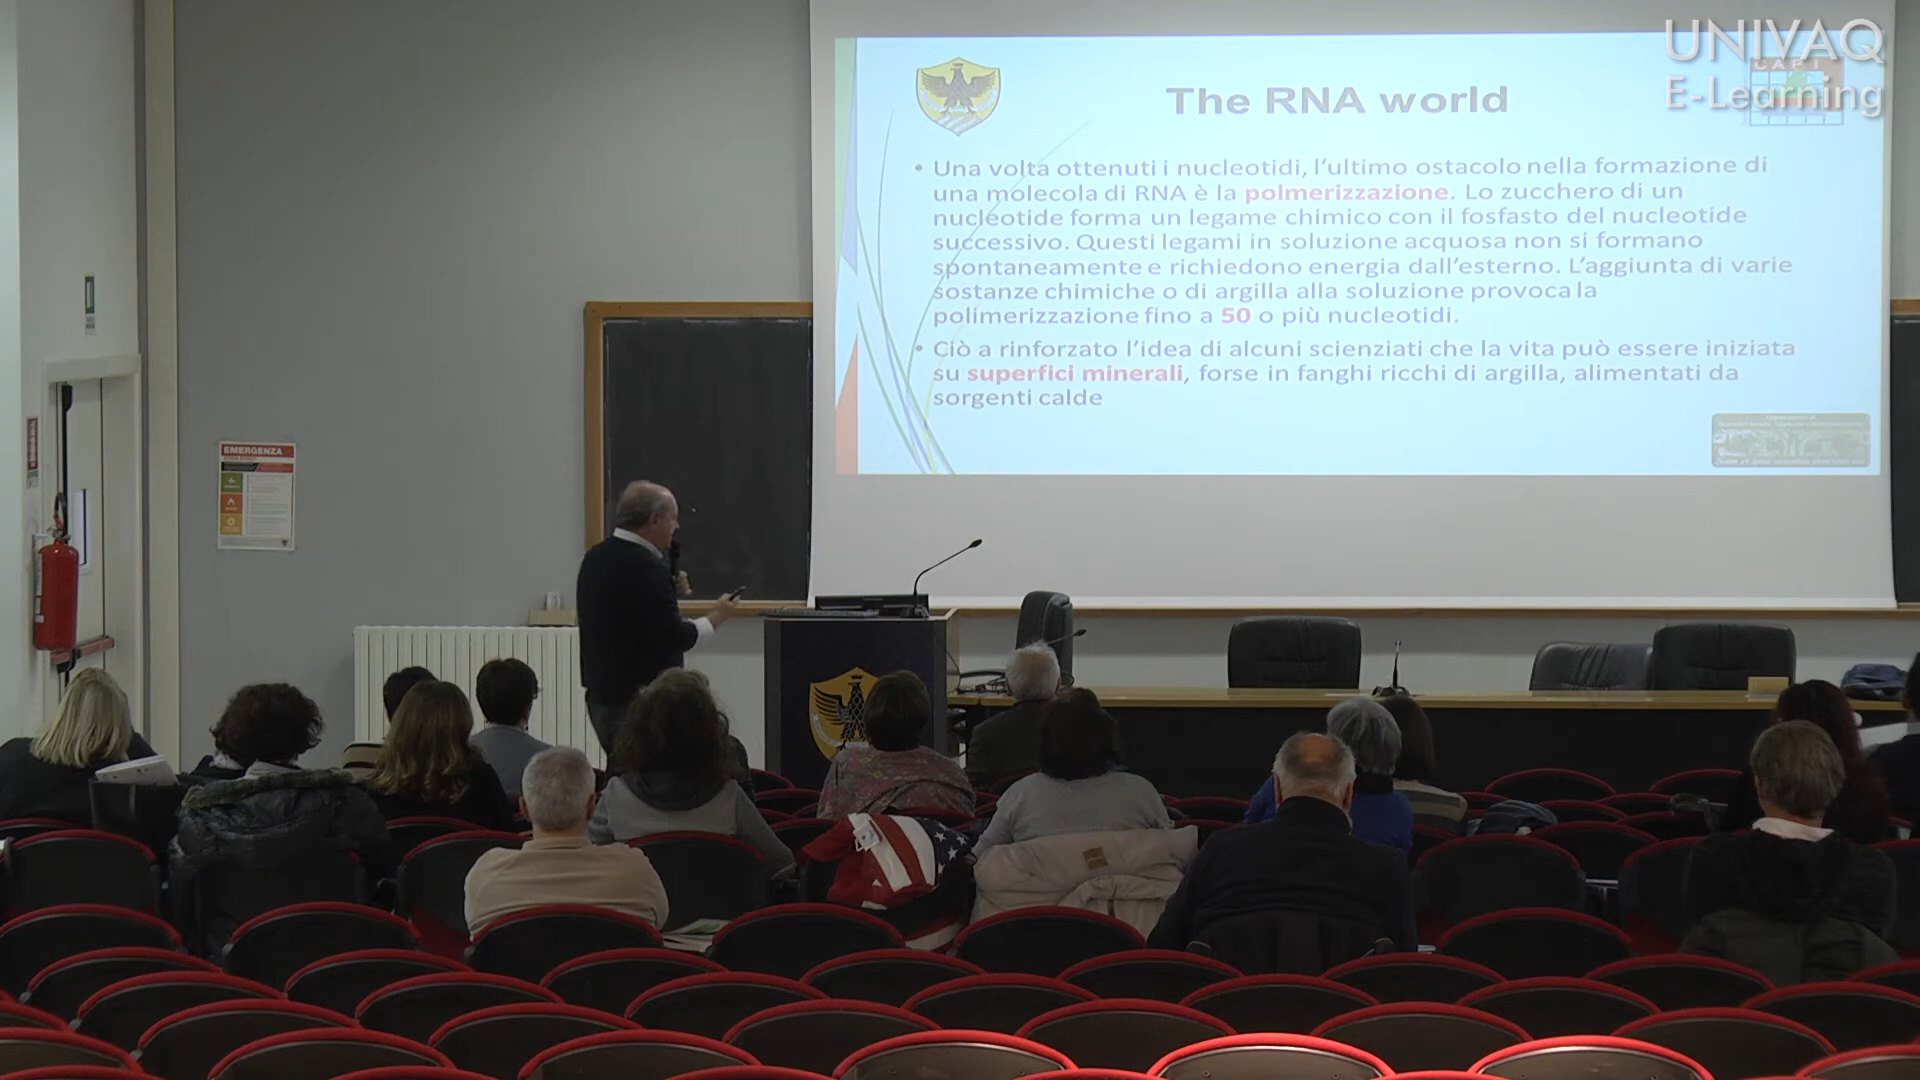 UNIVAQ
E-Learning
The RNA world
• Una volta ottenuti i nucleotidi, l'ultimo ostacolo nella formazione di
una molecola di RNA è la polmerizzazione. Lo zucchero di un
nucleotide forma un legame chimico con il fosfasto del nucleotide
successivo. Questi legami in soluzione acquosa non si formano
spontaneamente e richiedono energia dall'esterno. L'aggiunta di varie
sostanze chimiche o di argilla alla soluzione provoca la
polimerizzazione fino a 50 o più nucleotidi.
• Ciò a rinforzato l'idea di alcuni scienziati che la vita può essere iniziata
su superfici minerali, forse in fanghi ricchi di argilla, alimentati da
sorgenti calde
EMERGENZA